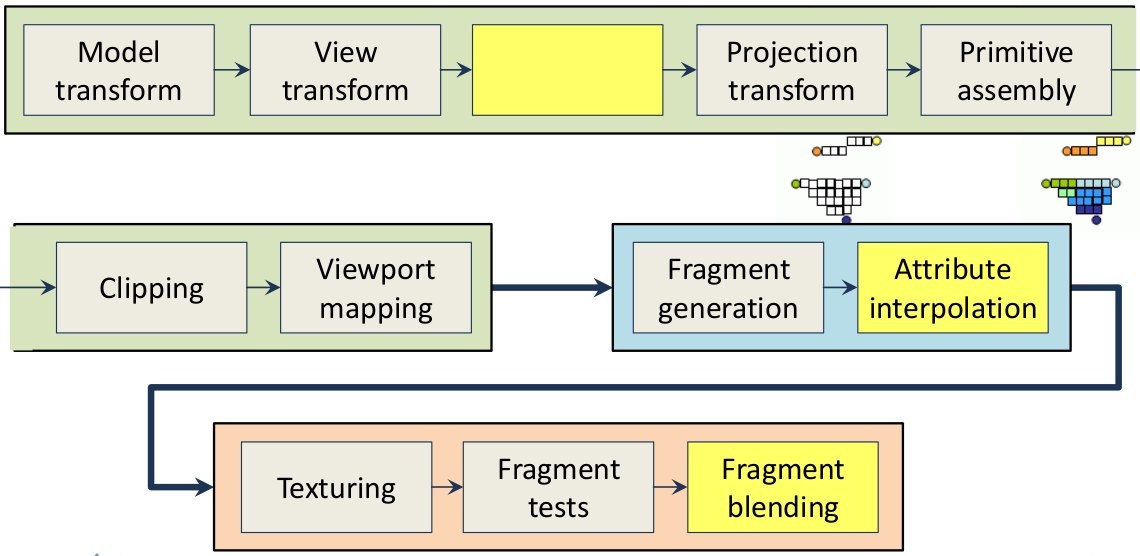 Model
transform
View
transform
Projection
transform
Primitive
assembly
Clipping
Viewport
mapping
Fragment
generation
Attribute
interpolation
Texturing
Fragment
tests
Fragment
blending